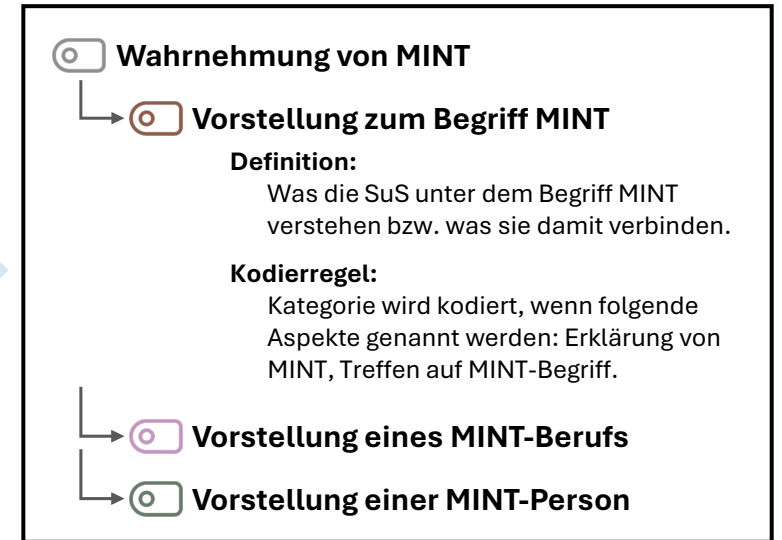 Wahrnehmung von MINT
Vorstellung zum Begriff MINT
Definition:
Was die SuS unter dem Begriff MINT
verstehen bzw. was sie damit verbinden.
Kodierregel:
Kategorie wird kodiert, wenn folgende
Aspekte genannt werden: Erklärung von
MINT, Treffen auf MINT-Begriff.
Vorstellung eines MINT-Berufs
Vorstellung einer MINT-Person